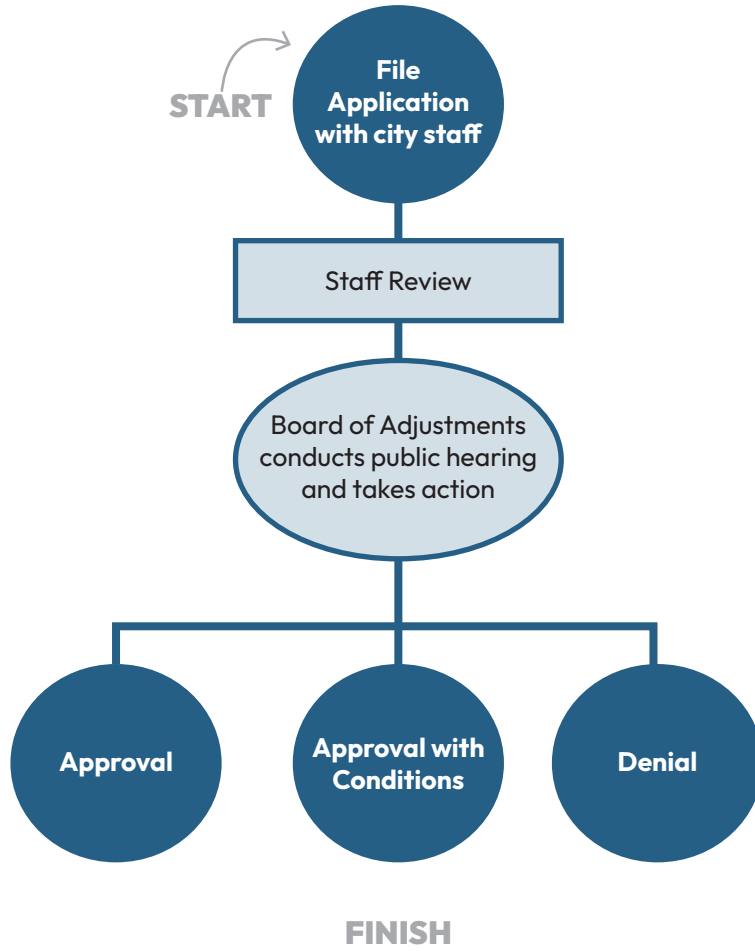 File
Application
with city staff
START
Staff Review
Board of Adjustments
conducts public hearing
and takes action
Approval
Approval with
Conditions
Denial
FINISH